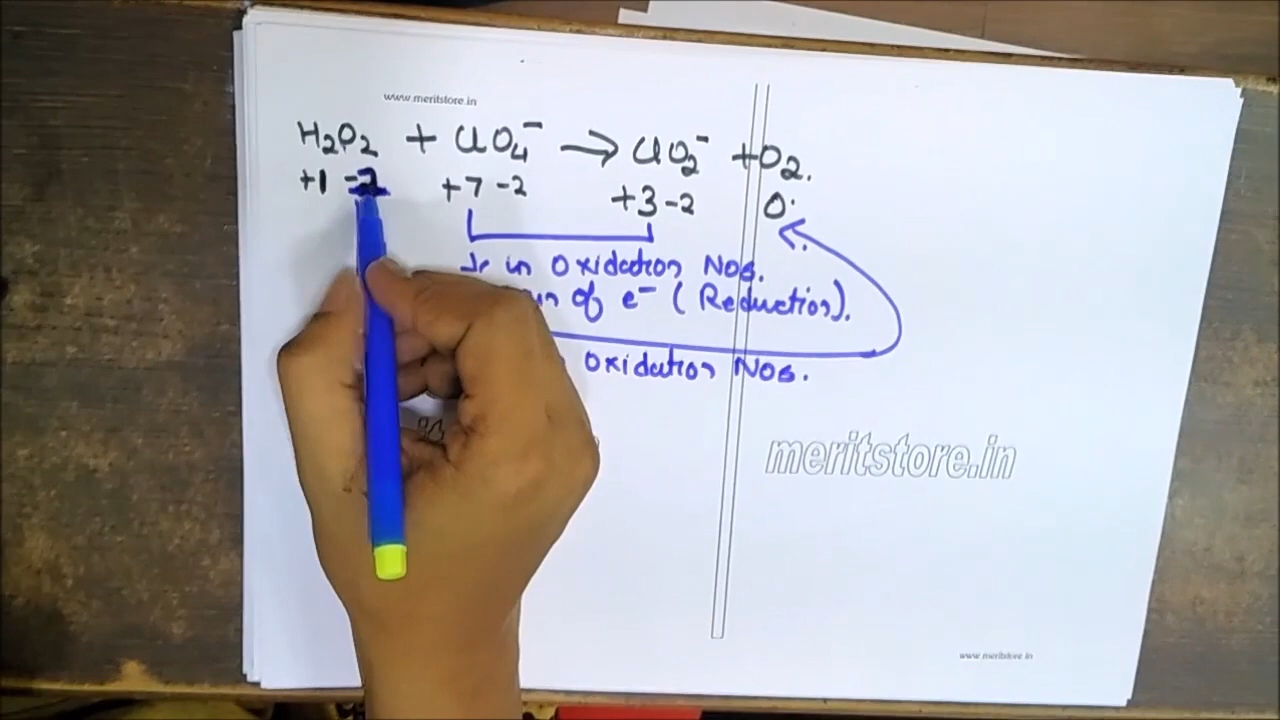 www.meritstore.in
H₂O₂ + ClO₄⁻ → ClO₂⁻ + O₂.
+1 +7 -2 +3 -2 0.
in Oxidation Nos.
of e⁻ (Reduction).
Oxidation Nos.
meritstore.in
www.meritstore.in